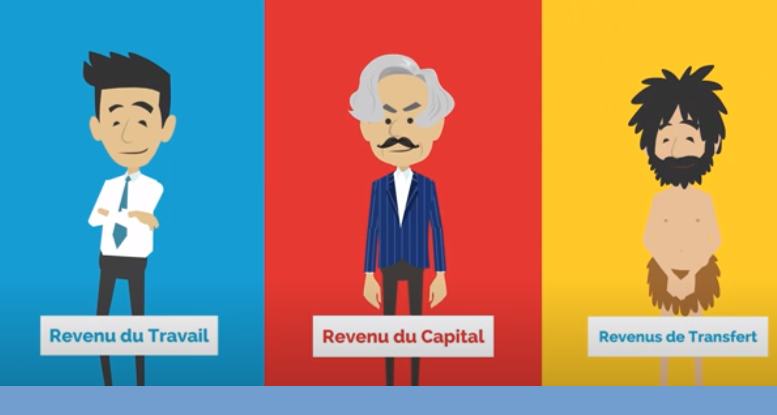 Revenu du Travail
Revenu du Capital
Revenus de Transfert